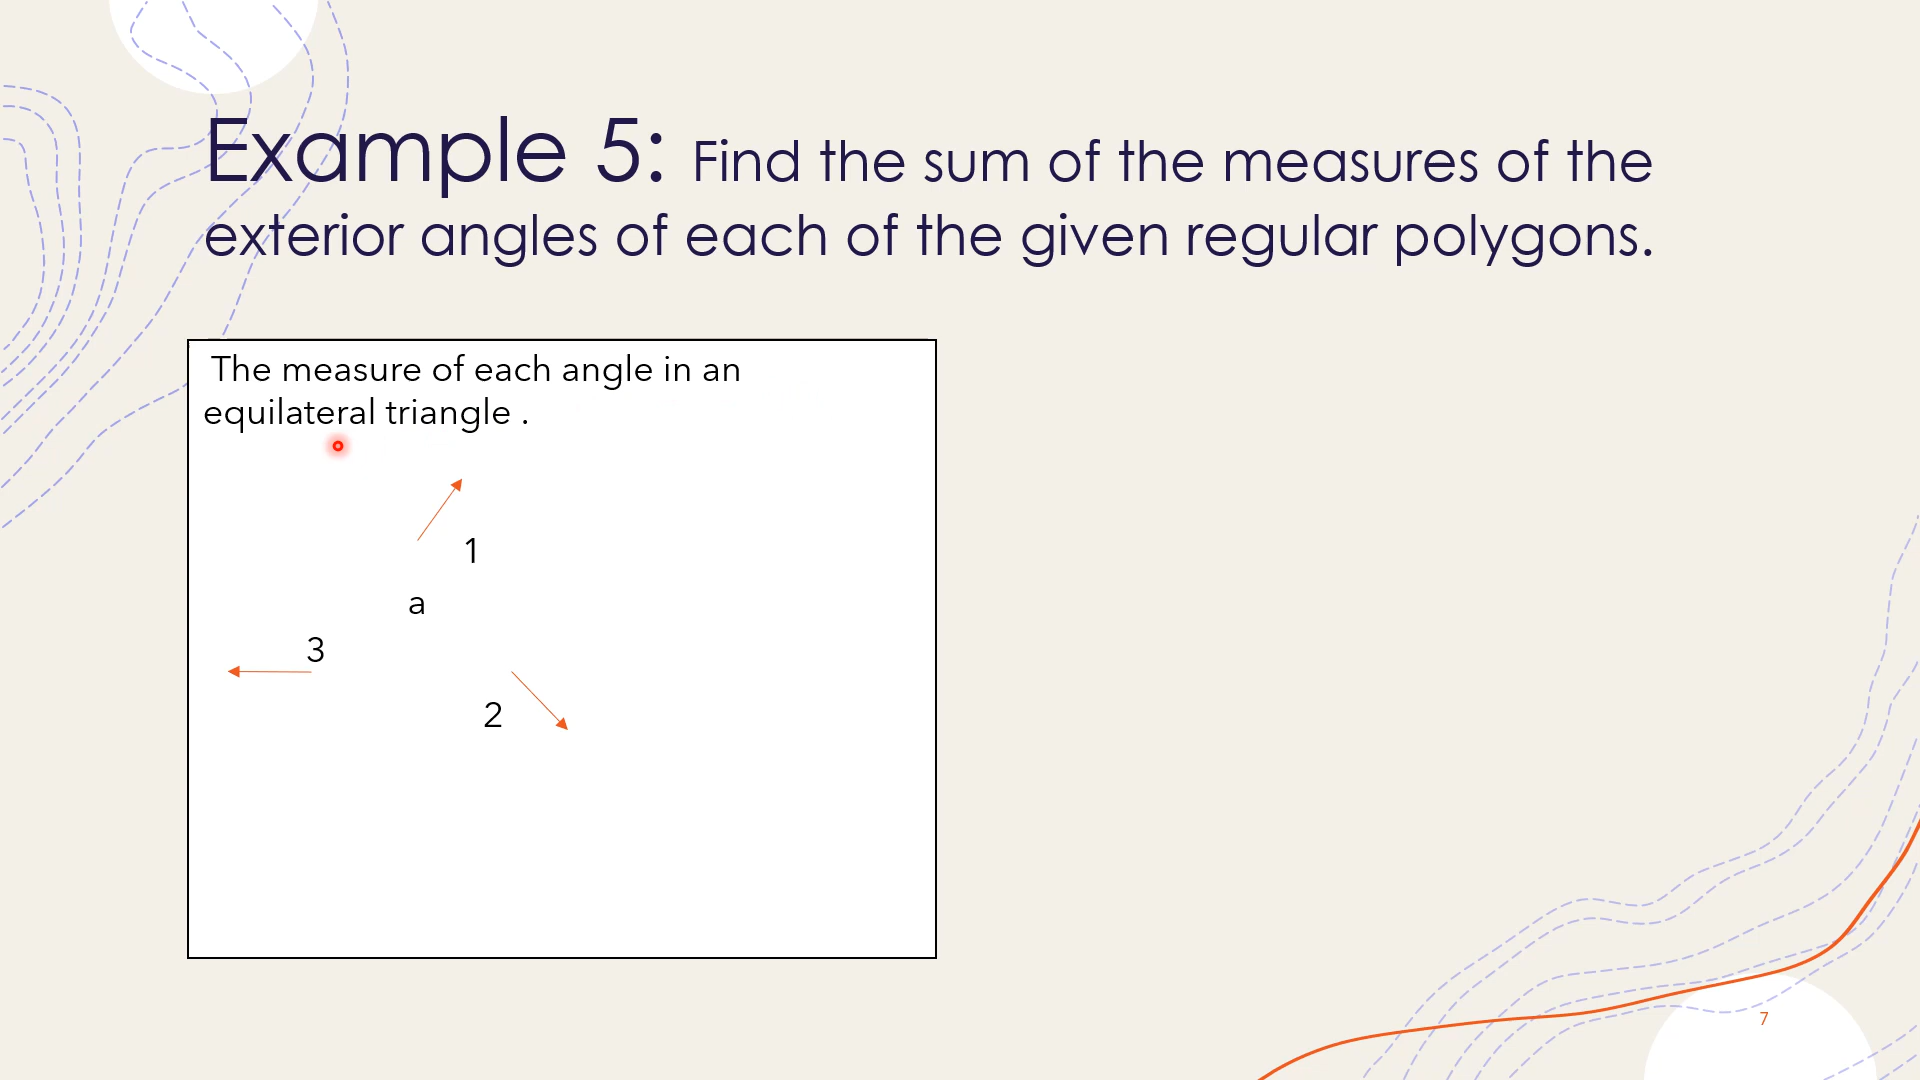 Example 5: Find the sum of the measures of the
exterior angles of each of the given regular polygons.
The measure of each angle in an
equilateral triangle .
1
a
3
2
7